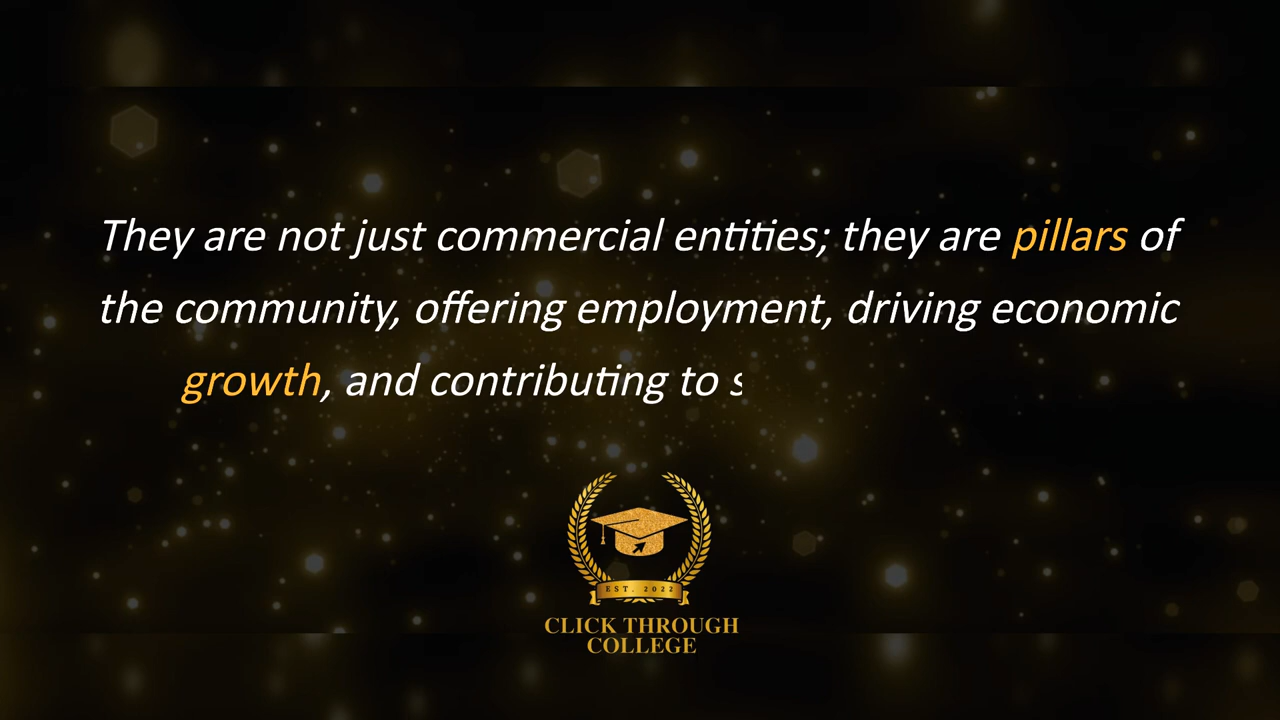 They are not just commercial entities; they are pillars of
the community, offering employment, driving economic
growth, and contributing to s
EST. 2022
CLICK THROUGH
COLLEGE